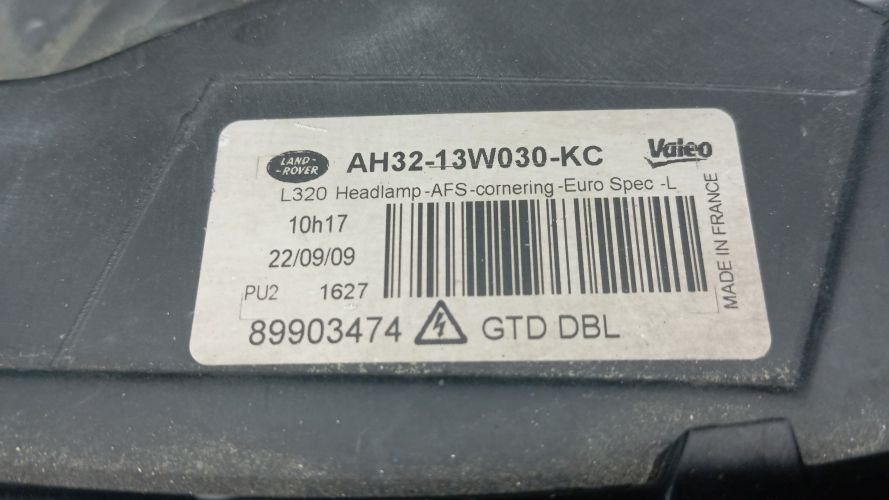 LAND-
-ROVER
AH32-13W030-KC
Valeo
L320 Headlamp-AFS-cornering-Euro Spec -L
10h17
22/09/09
PU2 1627
89903474 GTD DBL
MADE IN FRANCE